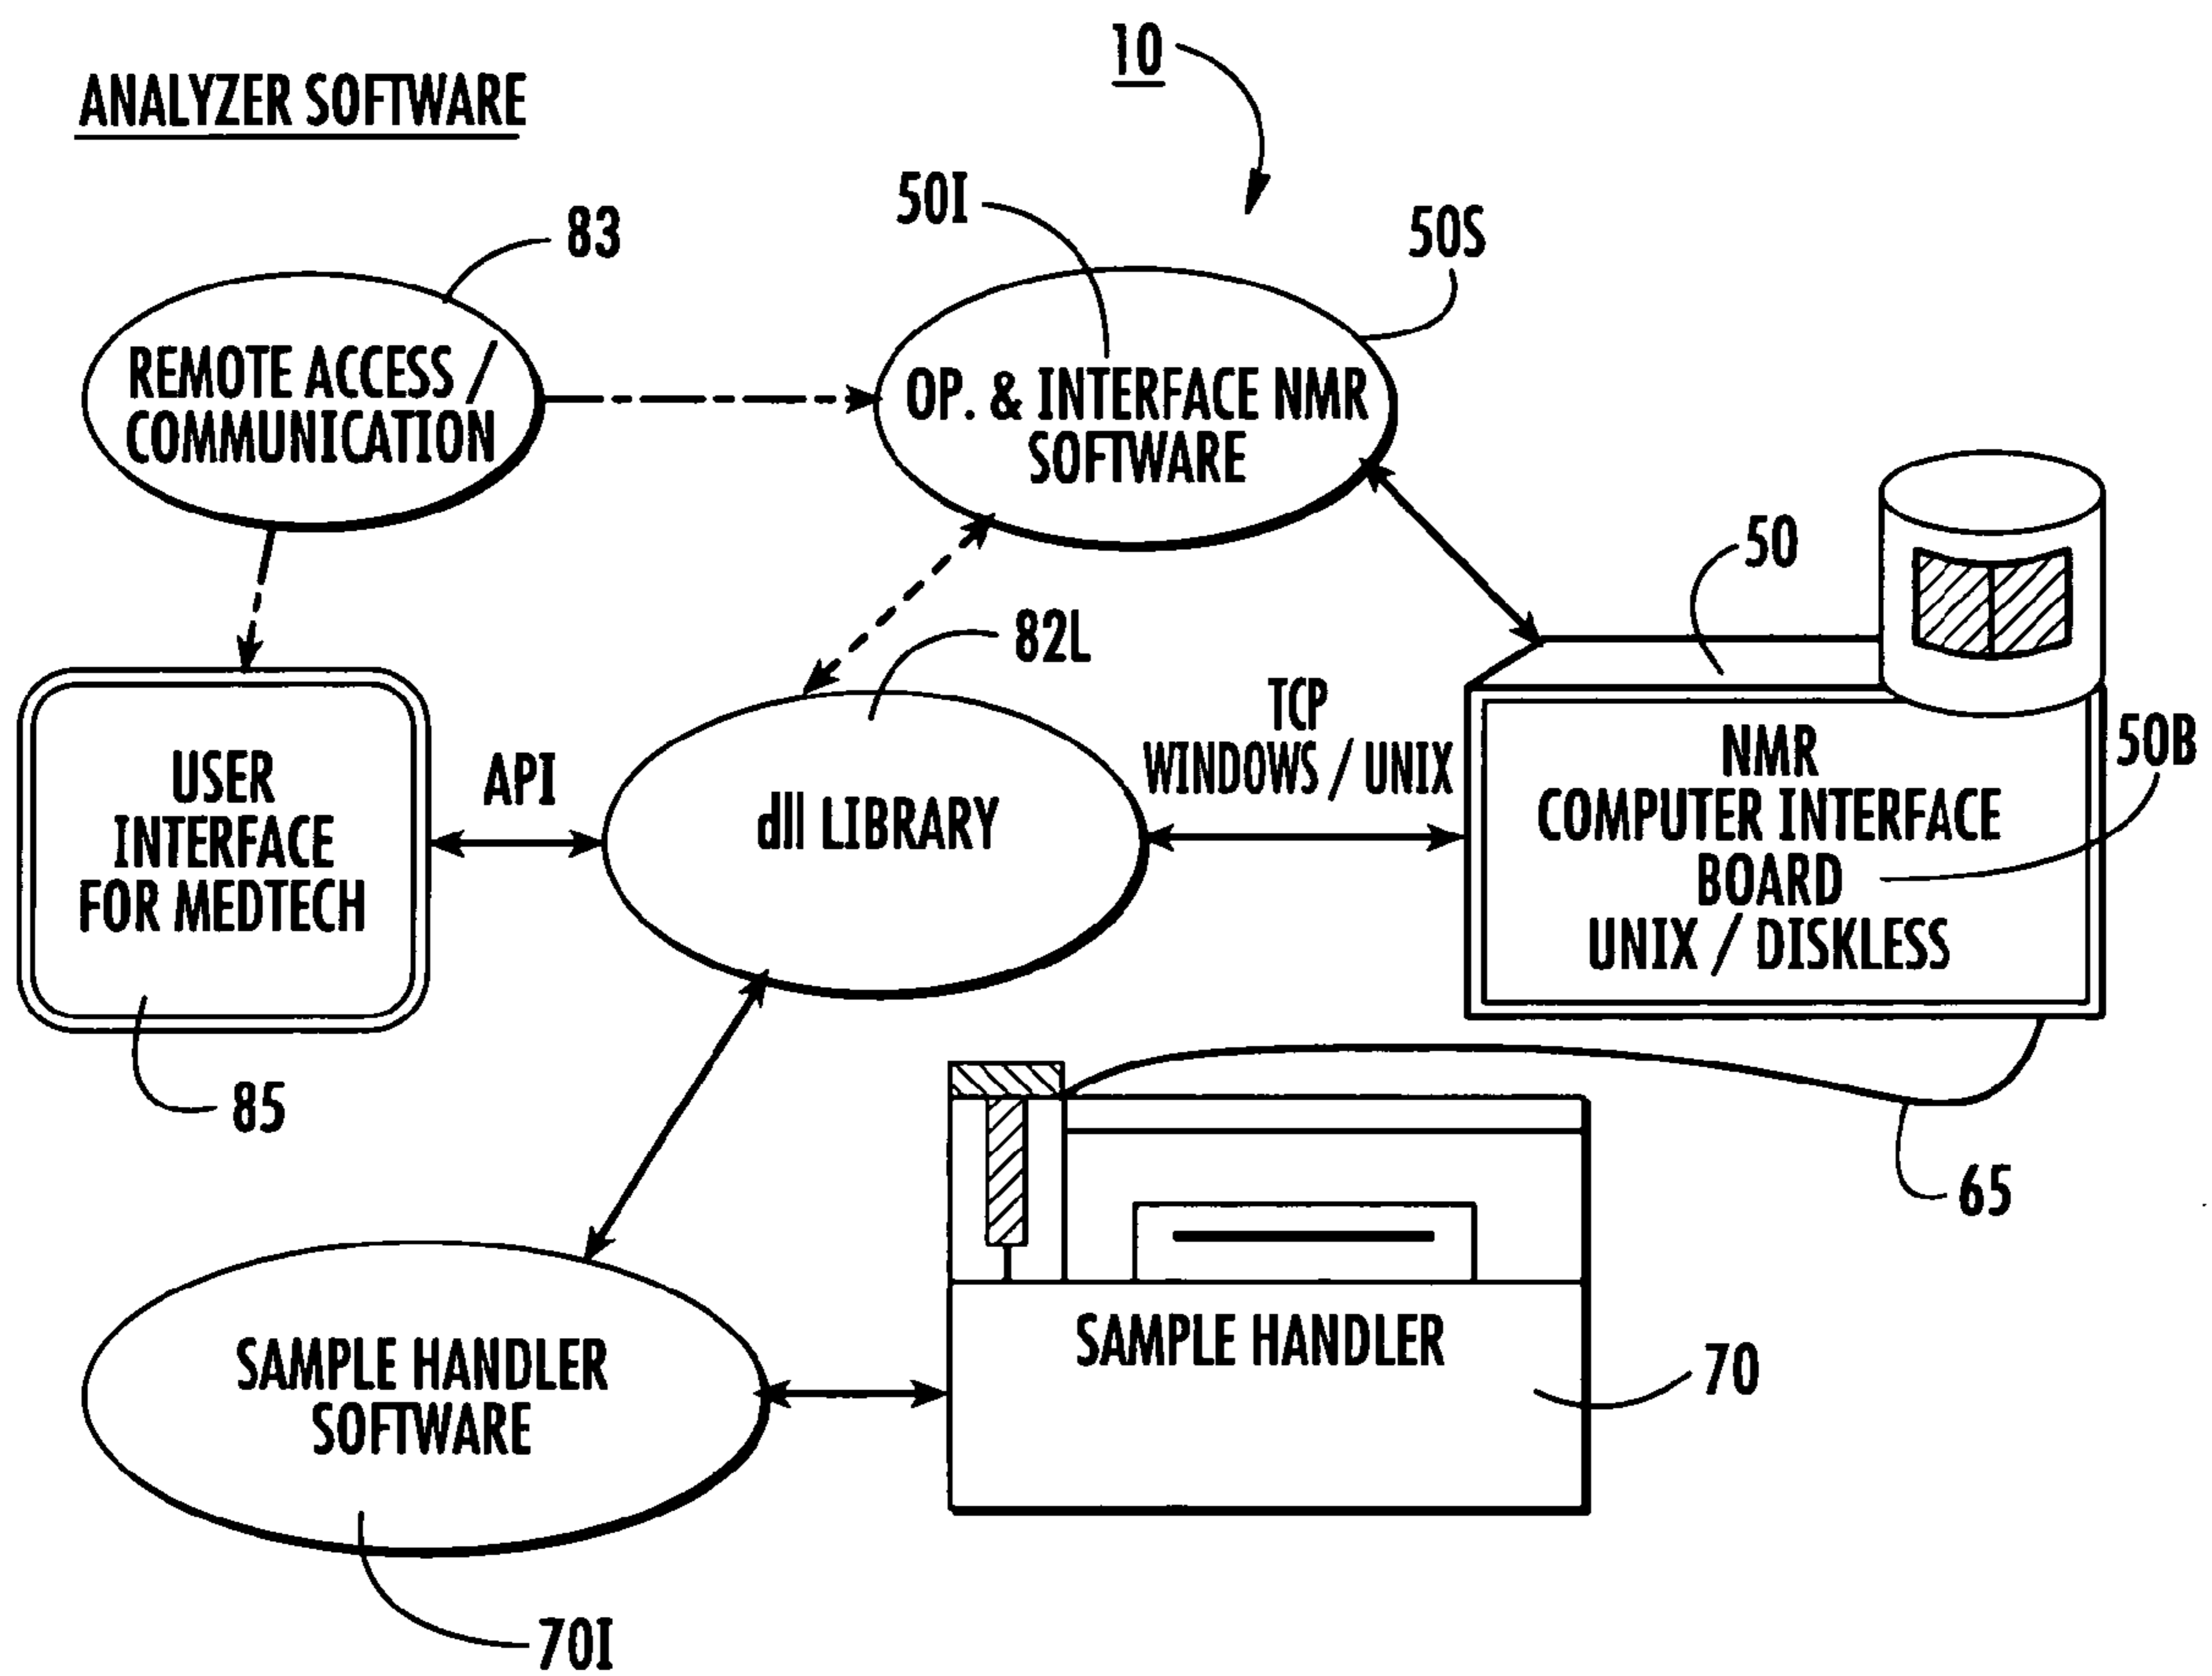 ANALYZER SOFTWARE
10
50I
50S
83
REMOTE ACCESS /
COMMUNICATION
OP. & INTERFACE NMR
SOFTWARE
50
82L
TCP
WINDOWS / UNIX
50B
USER
INTERFACE
FOR MEDTECH
API
dll LIBRARY
NMR
COMPUTER INTERFACE
BOARD
UNIX / DISKLESS
85
65
SAMPLE HANDLER
SOFTWARE
SAMPLE HANDLER
70
70I